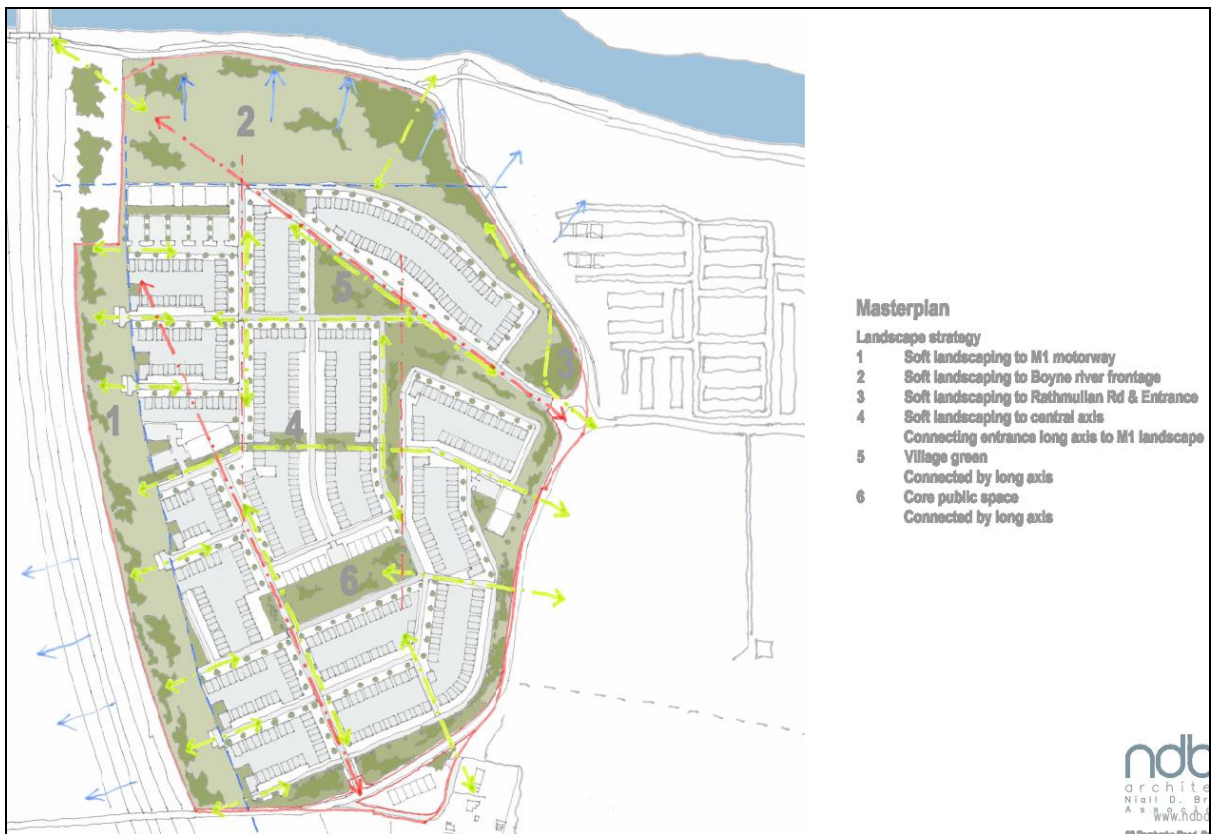 2
5
3
1
4
6
Masterplan
Landscape strategy
1 Soft landscaping to M1 motorway
2 Soft landscaping to Boyne river frontage
3 Soft landscaping to Rathmullan Rd & Entrance
4 Soft landscaping to central axis
Connecting entrance long axis to M1 landscape
5 Village green
Connected by long axis
6 Core public space
Connected by long axis
ndb
archite
Niall D. Br
Associa
www.ndba